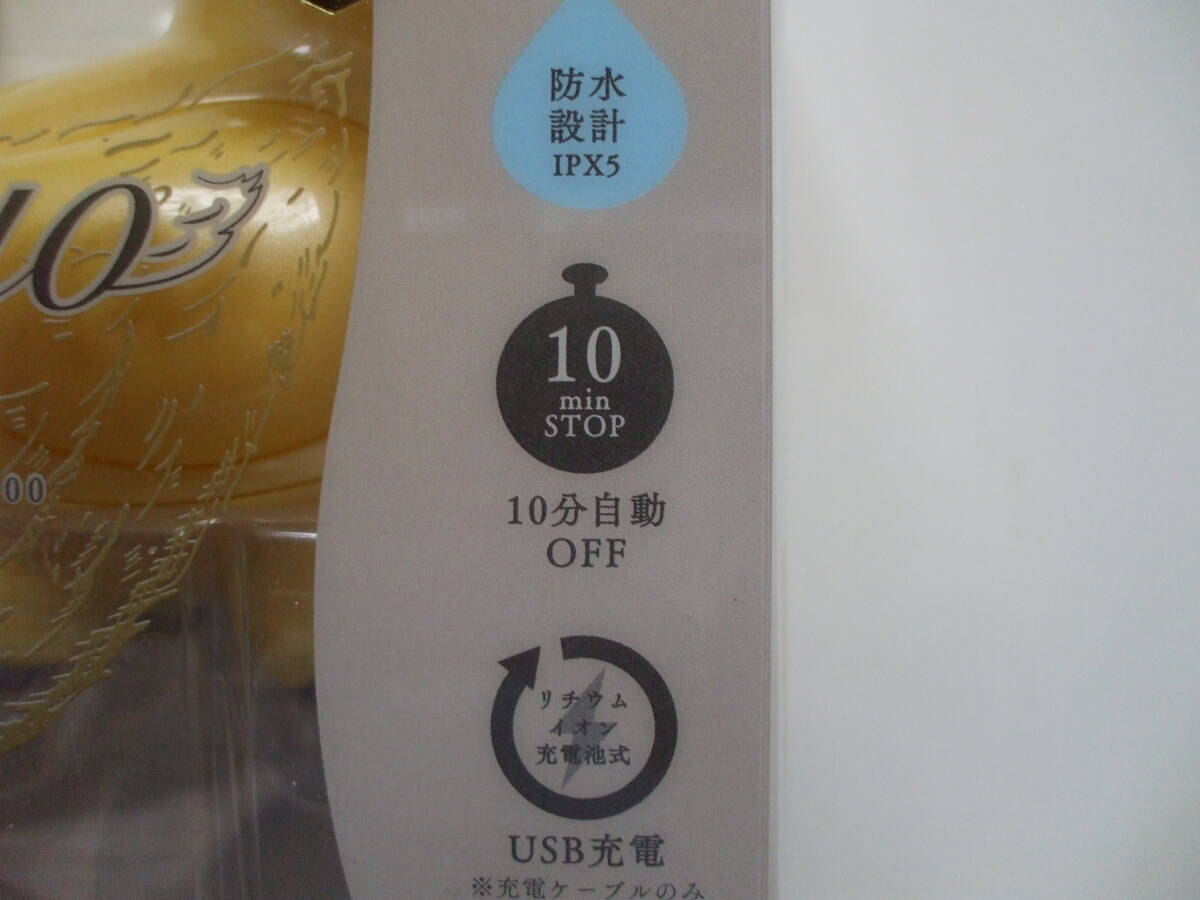 防水
設計
IPX5
10
min
STOP
10分自動
OFF
リチウム
イオン
充電池式
USB充電
※充電ケーブルのみ
10
00